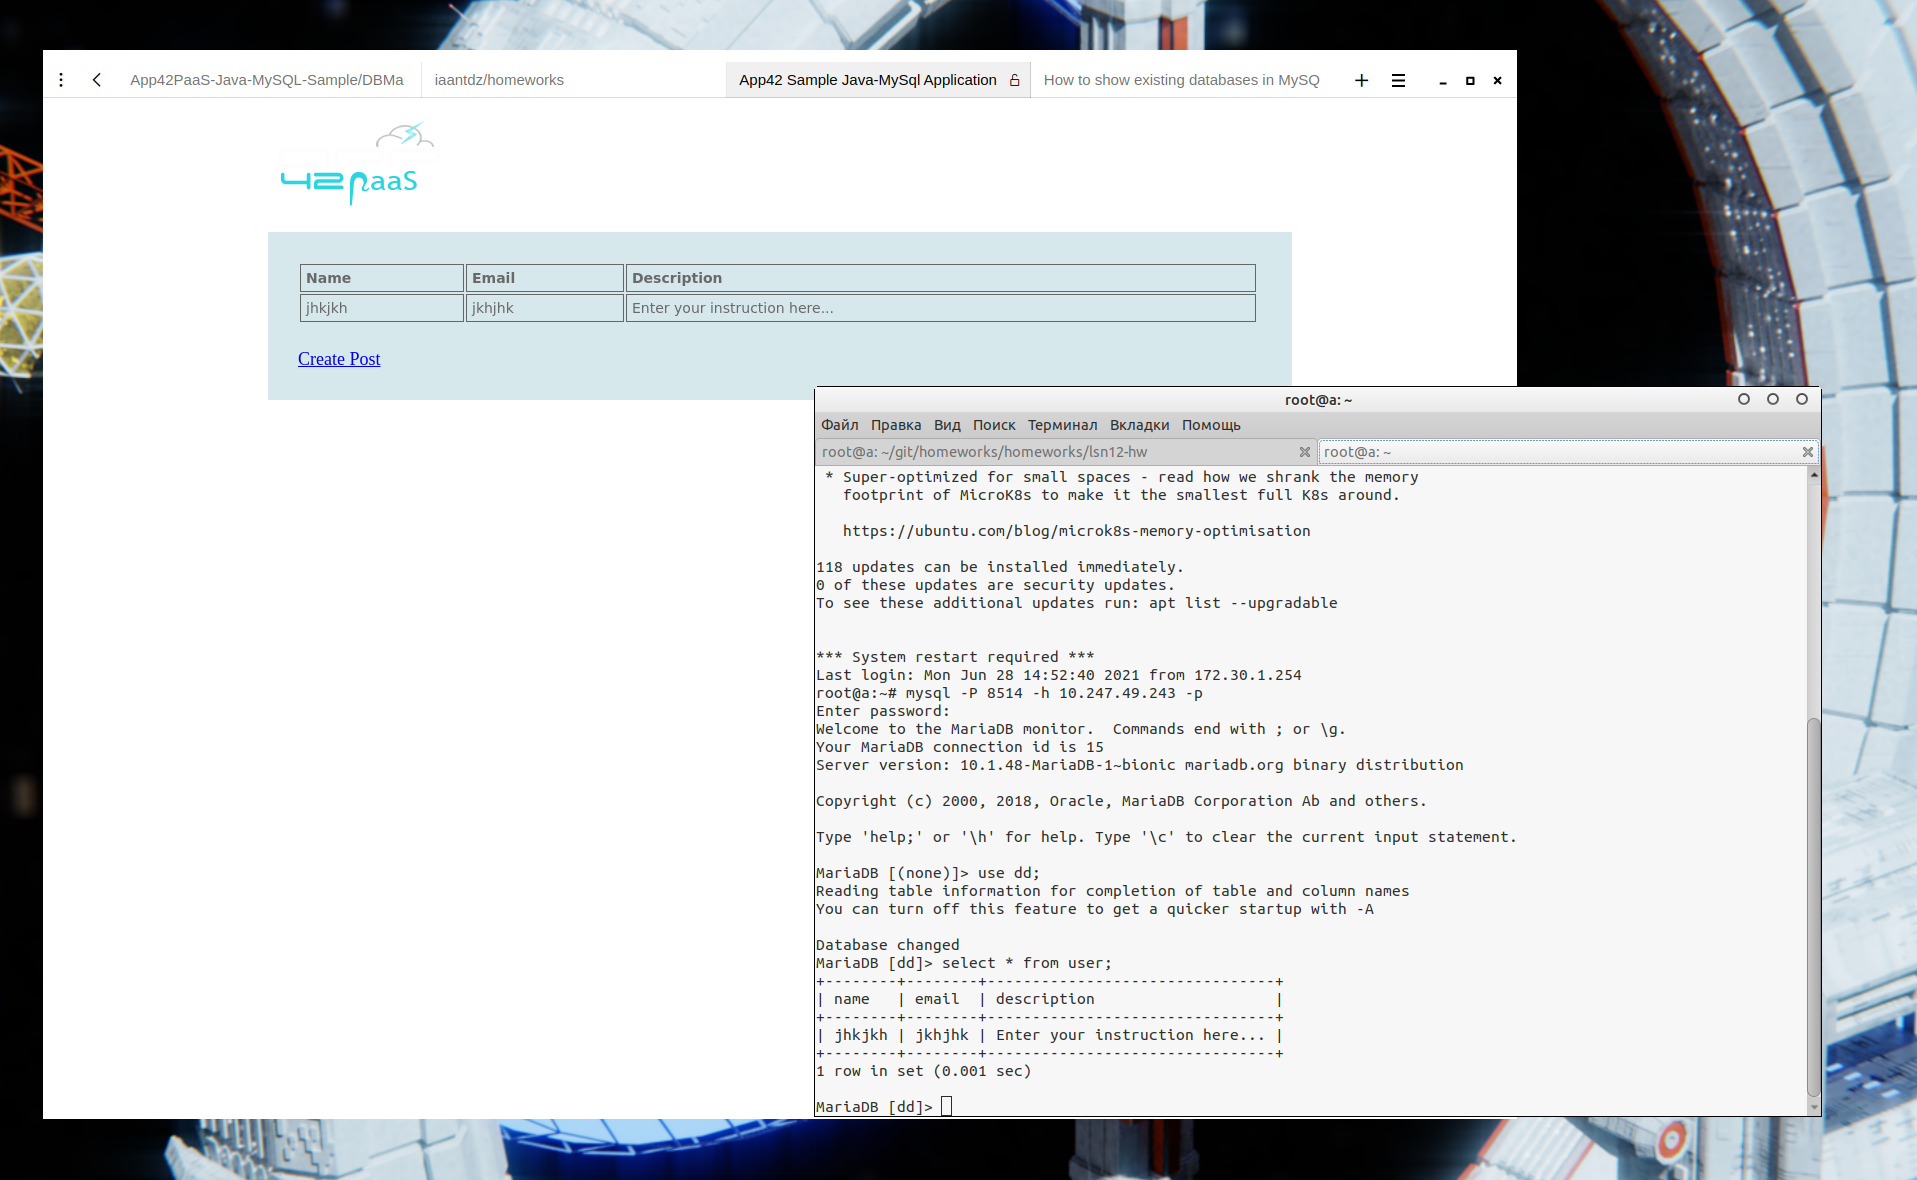 App42PaaS-Java-MySQL-Sample/DBMa
iaantdz/homeworks
App42 Sample Java-MySql Application
How to show existing databases in MySQ
42PaaS
Name Email Description
jhkjkh jkhjhk Enter your instruction here...
Create Post
root@a: ~
Файл Правка Вид Поиск Терминал Вкладки Помощь
root@a: ~/git/homeworks/homeworks/lsn12-hw
root@a: ~
* Super-optimized for small spaces - read how we shrank the memory
footprint of MicroK8s to make it the smallest full K8s around.
https://ubuntu.com/blog/microk8s-memory-optimisation
118 updates can be installed immediately.
0 of these updates are security updates.
To see these additional updates run: apt list --upgradable
*** System restart required ***
Last login: Mon Jun 28 14:52:40 2021 from 172.30.1.254
root@a:~# mysql -P 8514 -h 10.247.49.243 -p
Enter password:
Welcome to the MariaDB monitor.  Commands end with ; or \g.
Your MariaDB connection id is 15
Server version: 10.1.48-MariaDB-1~bionic mariadb.org binary distribution
Copyright (c) 2000, 2018, Oracle, MariaDB Corporation Ab and others.
Type 'help;' or '\h' for help. Type '\c' to clear the current input statement.
MariaDB [(none)]> use dd;
Reading table information for completion of table and column names
You can turn off this feature to get a quicker startup with -A
Database changed
MariaDB [dd]> select * from user;
+--------+--------+--------------------------------+
| name   | email  | description                    |
+--------+--------+--------------------------------+
| jhkjkh | jkhjhk | Enter your instruction here... |
+--------+--------+--------------------------------+
1 row in set (0.001 sec)
MariaDB [dd]>